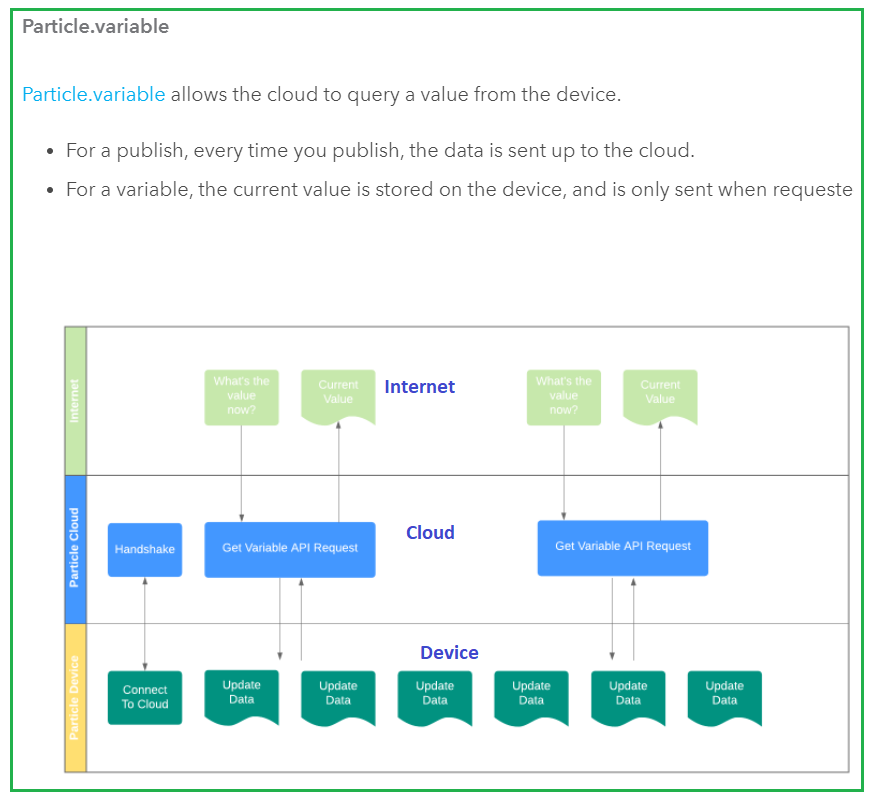 Particle.variable
Particle.variable allows the cloud to query a value from the device.
• For a publish, every time you publish, the data is sent up to the cloud.
• For a variable, the current value is stored on the device, and is only sent when requeste
Internet
What's the
value
now?
Current
Value
Internet
What's the
value
now?
Current
Value
Particle Cloud
Handshake
Get Variable API Request
Cloud
Get Variable API Request
Particle Device
Device
Connect
To Cloud
Update
Data
Update
Data
Update
Data
Update
Data
Update
Data
Update
Data